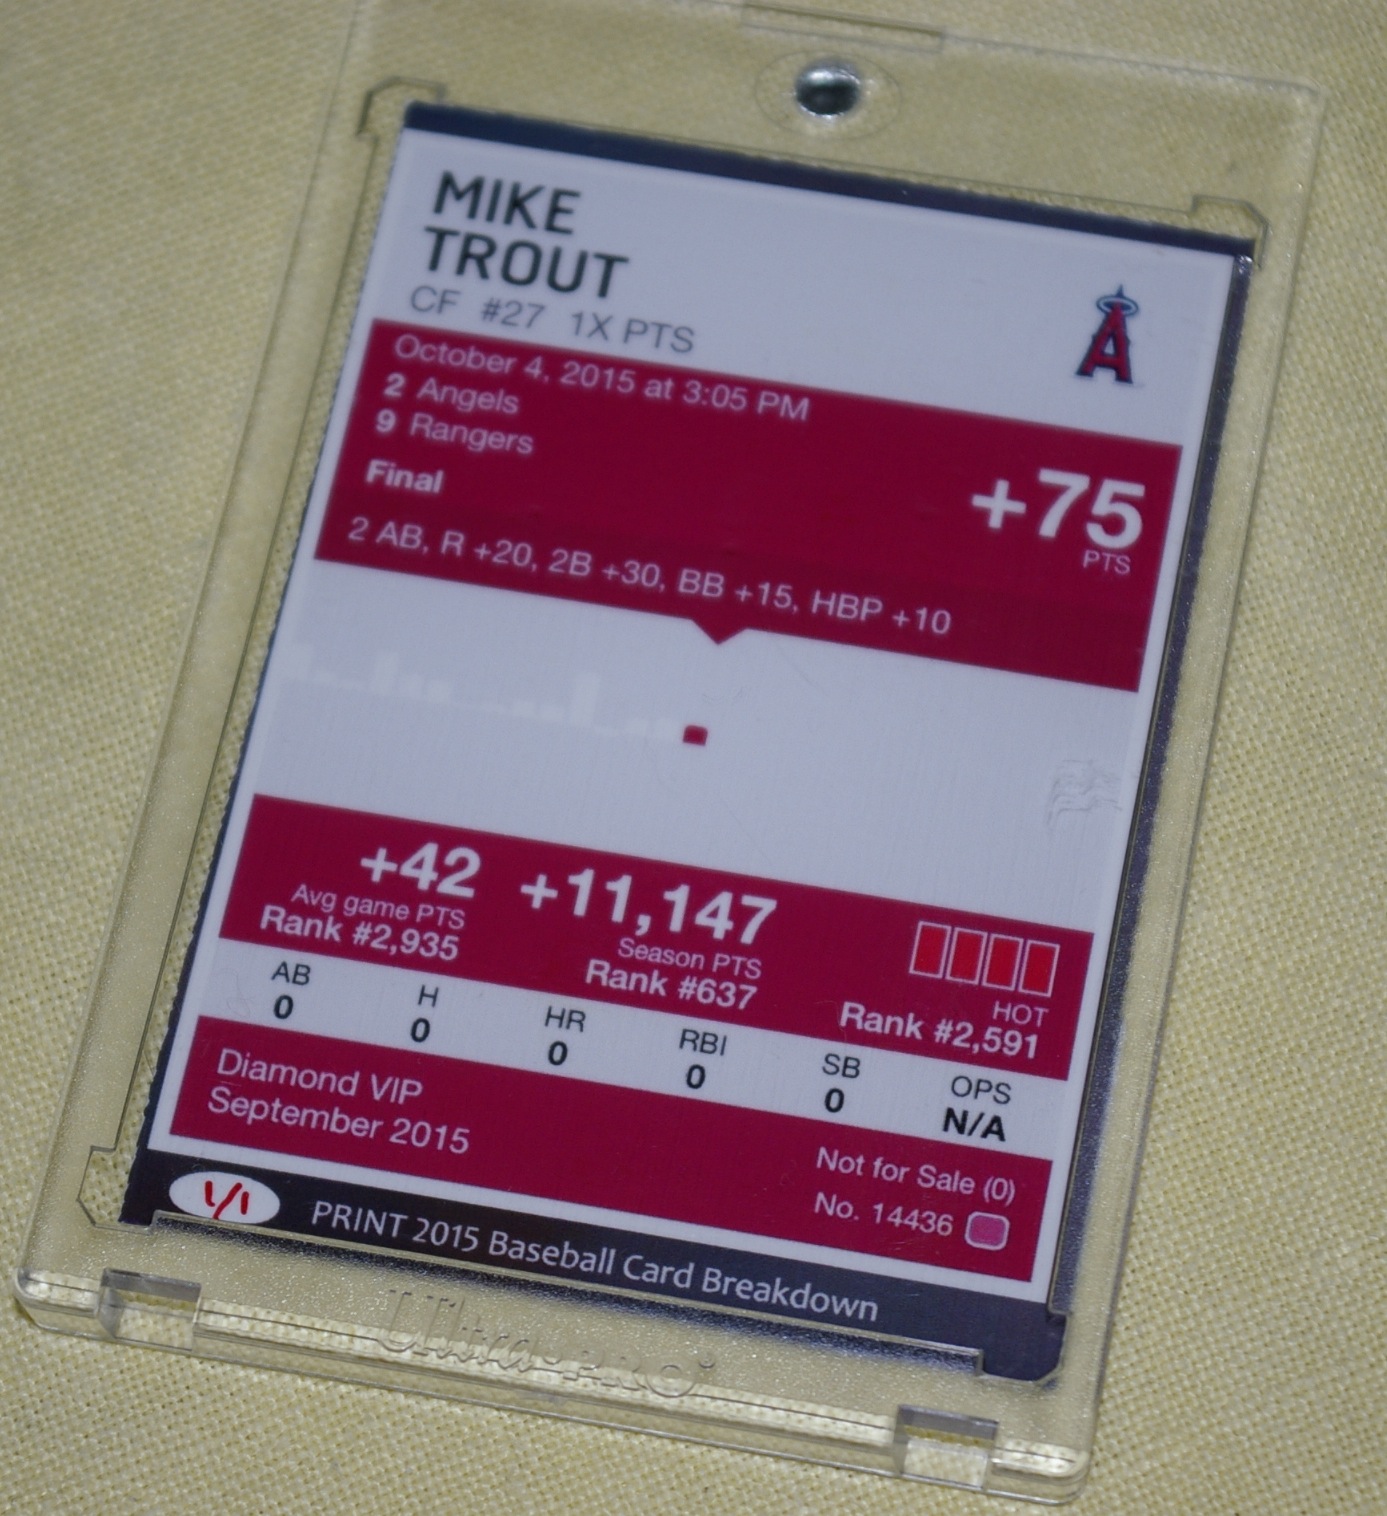 MIKE
TROUT
CF #27 1X PTS
A
October 4, 2015 at 3:05 PM
2 Angels
9 Rangers
Final
+75
PTS
2 AB, R +20, 2B +30, BB +15, HBP +10
+42
Avg game PTS
Rank #2,935
+11,147
Season PTS
Rank #637
HOT
Rank #2,591
AB H HR RBI SB OPS
0 0 0 0 0 N/A
Diamond VIP
September 2015
Not for Sale (0)
No. 14436
1/1
PRINT 2015 Baseball Card Breakdown
Ultra·PRO